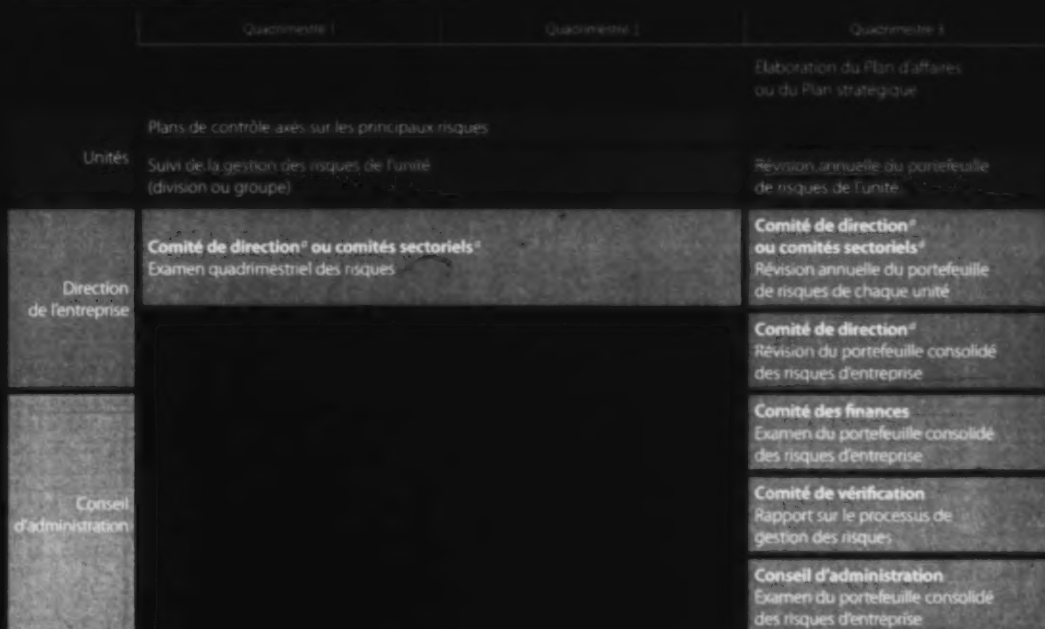 Quadrimestre 1
Quadrimestre 2
Quadrimestre 3
Élaboration du Plan d'affaires
ou du Plan stratégique
Plans de contrôle axés sur les principaux risques
Unités
Suivi de la gestion des risques de l'unité
(division ou groupe)
Révision annuelle du portefeuille
de risques de l'unité
Direction
de l'entreprise
Comité de direction ou comités sectoriels
Examen quadrimestriel des risques
Comité de direction
ou comités sectoriels
Révision annuelle du portefeuille
de risques de chaque unité
Comité de direction
Révision du portefeuille consolidé
des risques d'entreprise
Conseil
d'administration
Comité des finances
Examen du portefeuille consolidé
des risques d'entreprise
Comité de vérification
Rapport sur le processus de
gestion des risques
Conseil d'administration
Examen du portefeuille consolidé
des risques d'entreprise